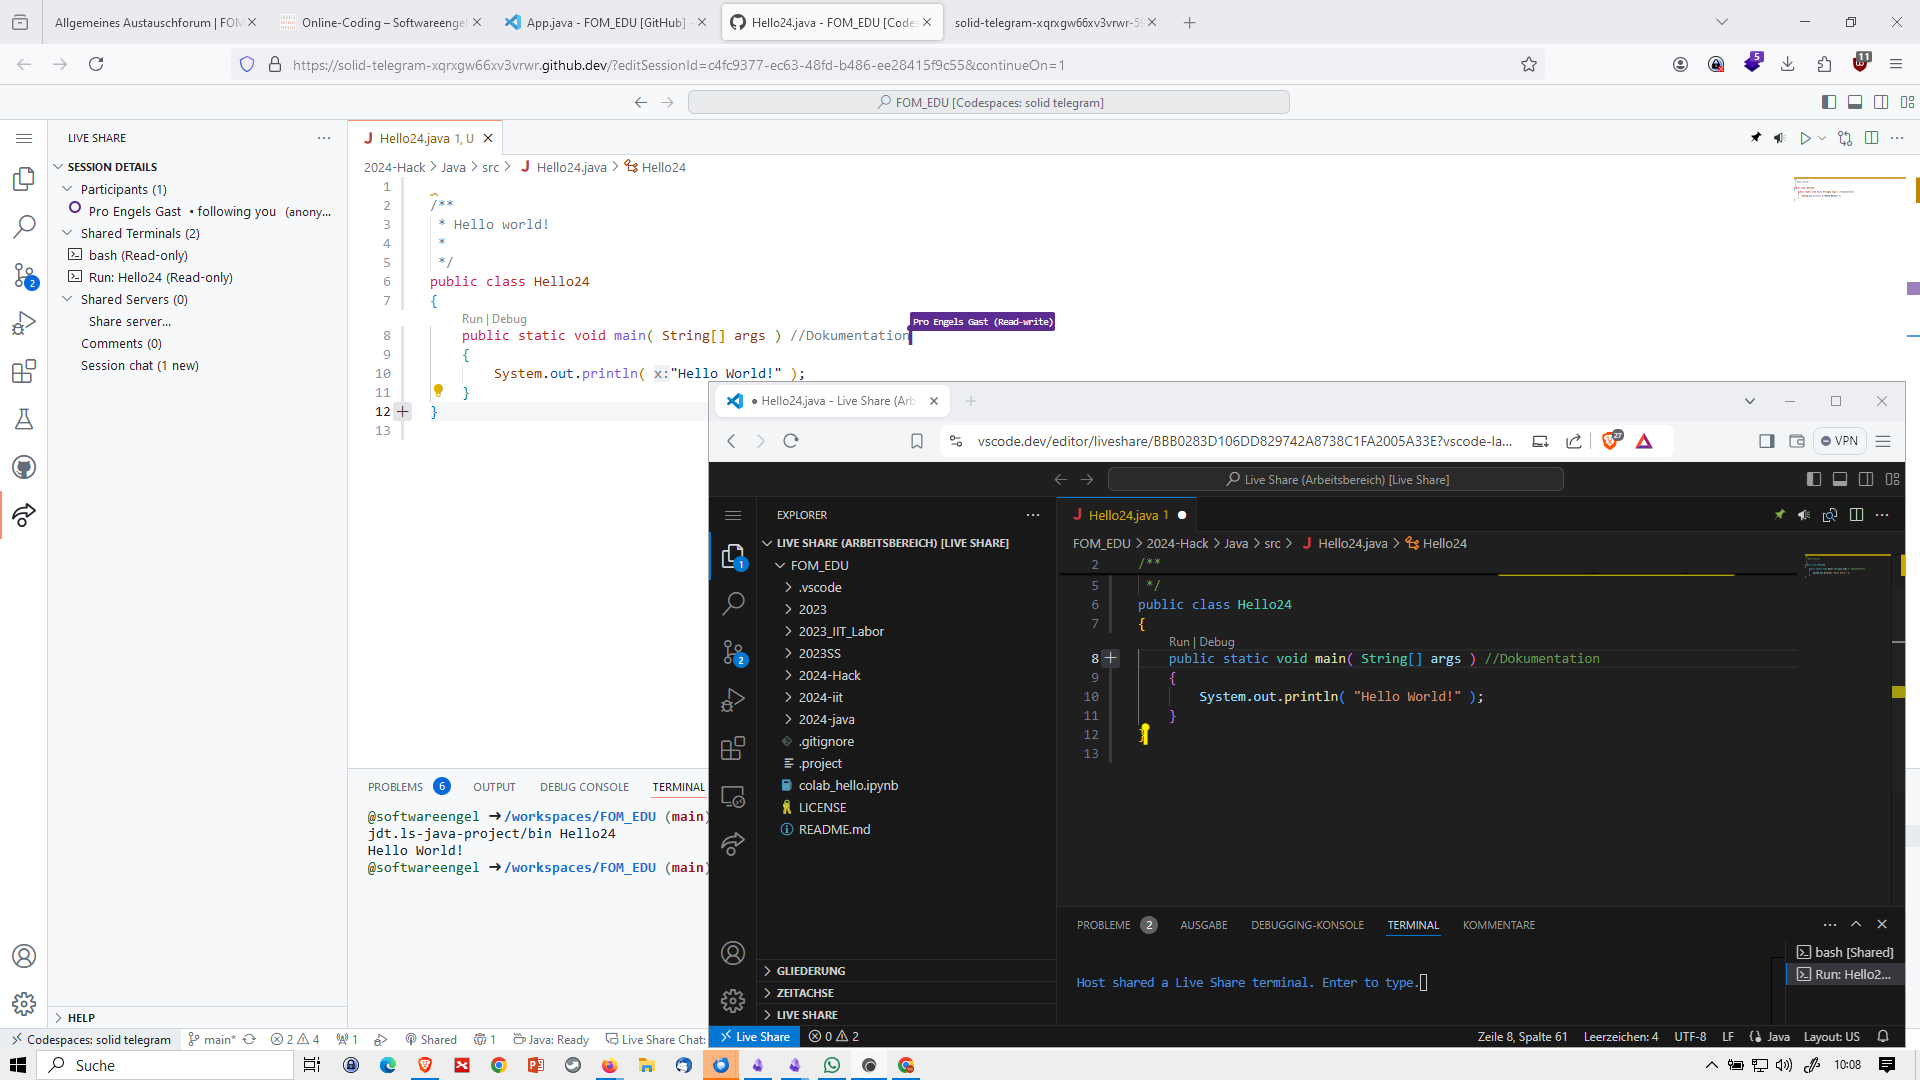 Allgemeines Austauschforum | FOM
Online-Coding – Softwareengel
App.java - FOM_EDU [GitHub] -
Hello24.java - FOM_EDU [Codes
solid-telegram-xqrxgw66xv3vrwr-59
https://solid-telegram-xqrxgw66xv3vrwr.github.dev/?editSessionId=c4fc9377-ec63-48fd-b486-ee28415f9c55&continueOn=1
5
11
FOM_EDU [Codespaces: solid telegram]
LIVE SHARE
SESSION DETAILS
Participants (1)
Pro Engels Gast • following you (anony...
Shared Terminals (2)
bash (Read-only)
Run: Hello24 (Read-only)
Shared Servers (0)
Share server...
Comments (0)
Session chat (1 new)
HELP
2
Hello24.java 1, U
2024-Hack > Java > src > Hello24.java > Hello24
1
2 /**
3 * Hello world!
4 *
5 */
6 public class Hello24
7 {
Run | Debug
8 public static void main( String[] args ) //Dokumentation
Pro Engels Gast (Read-write)
9 {
10 System.out.println( x:"Hello World!" );
11 }
12 }
13
PROBLEMS 6 OUTPUT DEBUG CONSOLE TERMINAL
@softwareengel ➜ /workspaces/FOM_EDU (main)
jdt.ls-java-project/bin Hello24
Hello World!
@softwareengel ➜ /workspaces/FOM_EDU (main)
Codespaces: solid telegram main* 2 4 1 Shared 1 Java: Ready Live Share Chat:
● Hello24.java - Live Share (Arb
vscode.dev/editor/liveshare/BBB0283D106DD829742A8738C1FA2005A33E?vscode-la...
27
VPN
Live Share (Arbeitsbereich) [Live Share]
EXPLORER
LIVE SHARE (ARBEITSBEREICH) [LIVE SHARE]
FOM_EDU
.vscode
2023
2023_IIT_Labor
2023SS
2024-Hack
2024-iit
2024-java
.gitignore
.project
colab_hello.ipynb
LICENSE
README.md
GLIEDERUNG
ZEITACHSE
LIVE SHARE
1
2
Hello24.java 1
FOM_EDU > 2024-Hack > Java > src > Hello24.java > Hello24
2 /**
5 */
6 public class Hello24
7 {
Run | Debug
8 public static void main( String[] args ) //Dokumentation
9 {
10 System.out.println( "Hello World!" );
11 }
12 }
13
PROBLEME 2 AUSGABE DEBUGGING-KONSOLE TERMINAL KOMMENTARE
Host shared a Live Share terminal. Enter to type.
bash [Shared]
Run: Hello2...
Live Share 0 2 Zeile 8, Spalte 61 Leerzeichen: 4 UTF-8 LF Java Layout: US
Suche
10:08